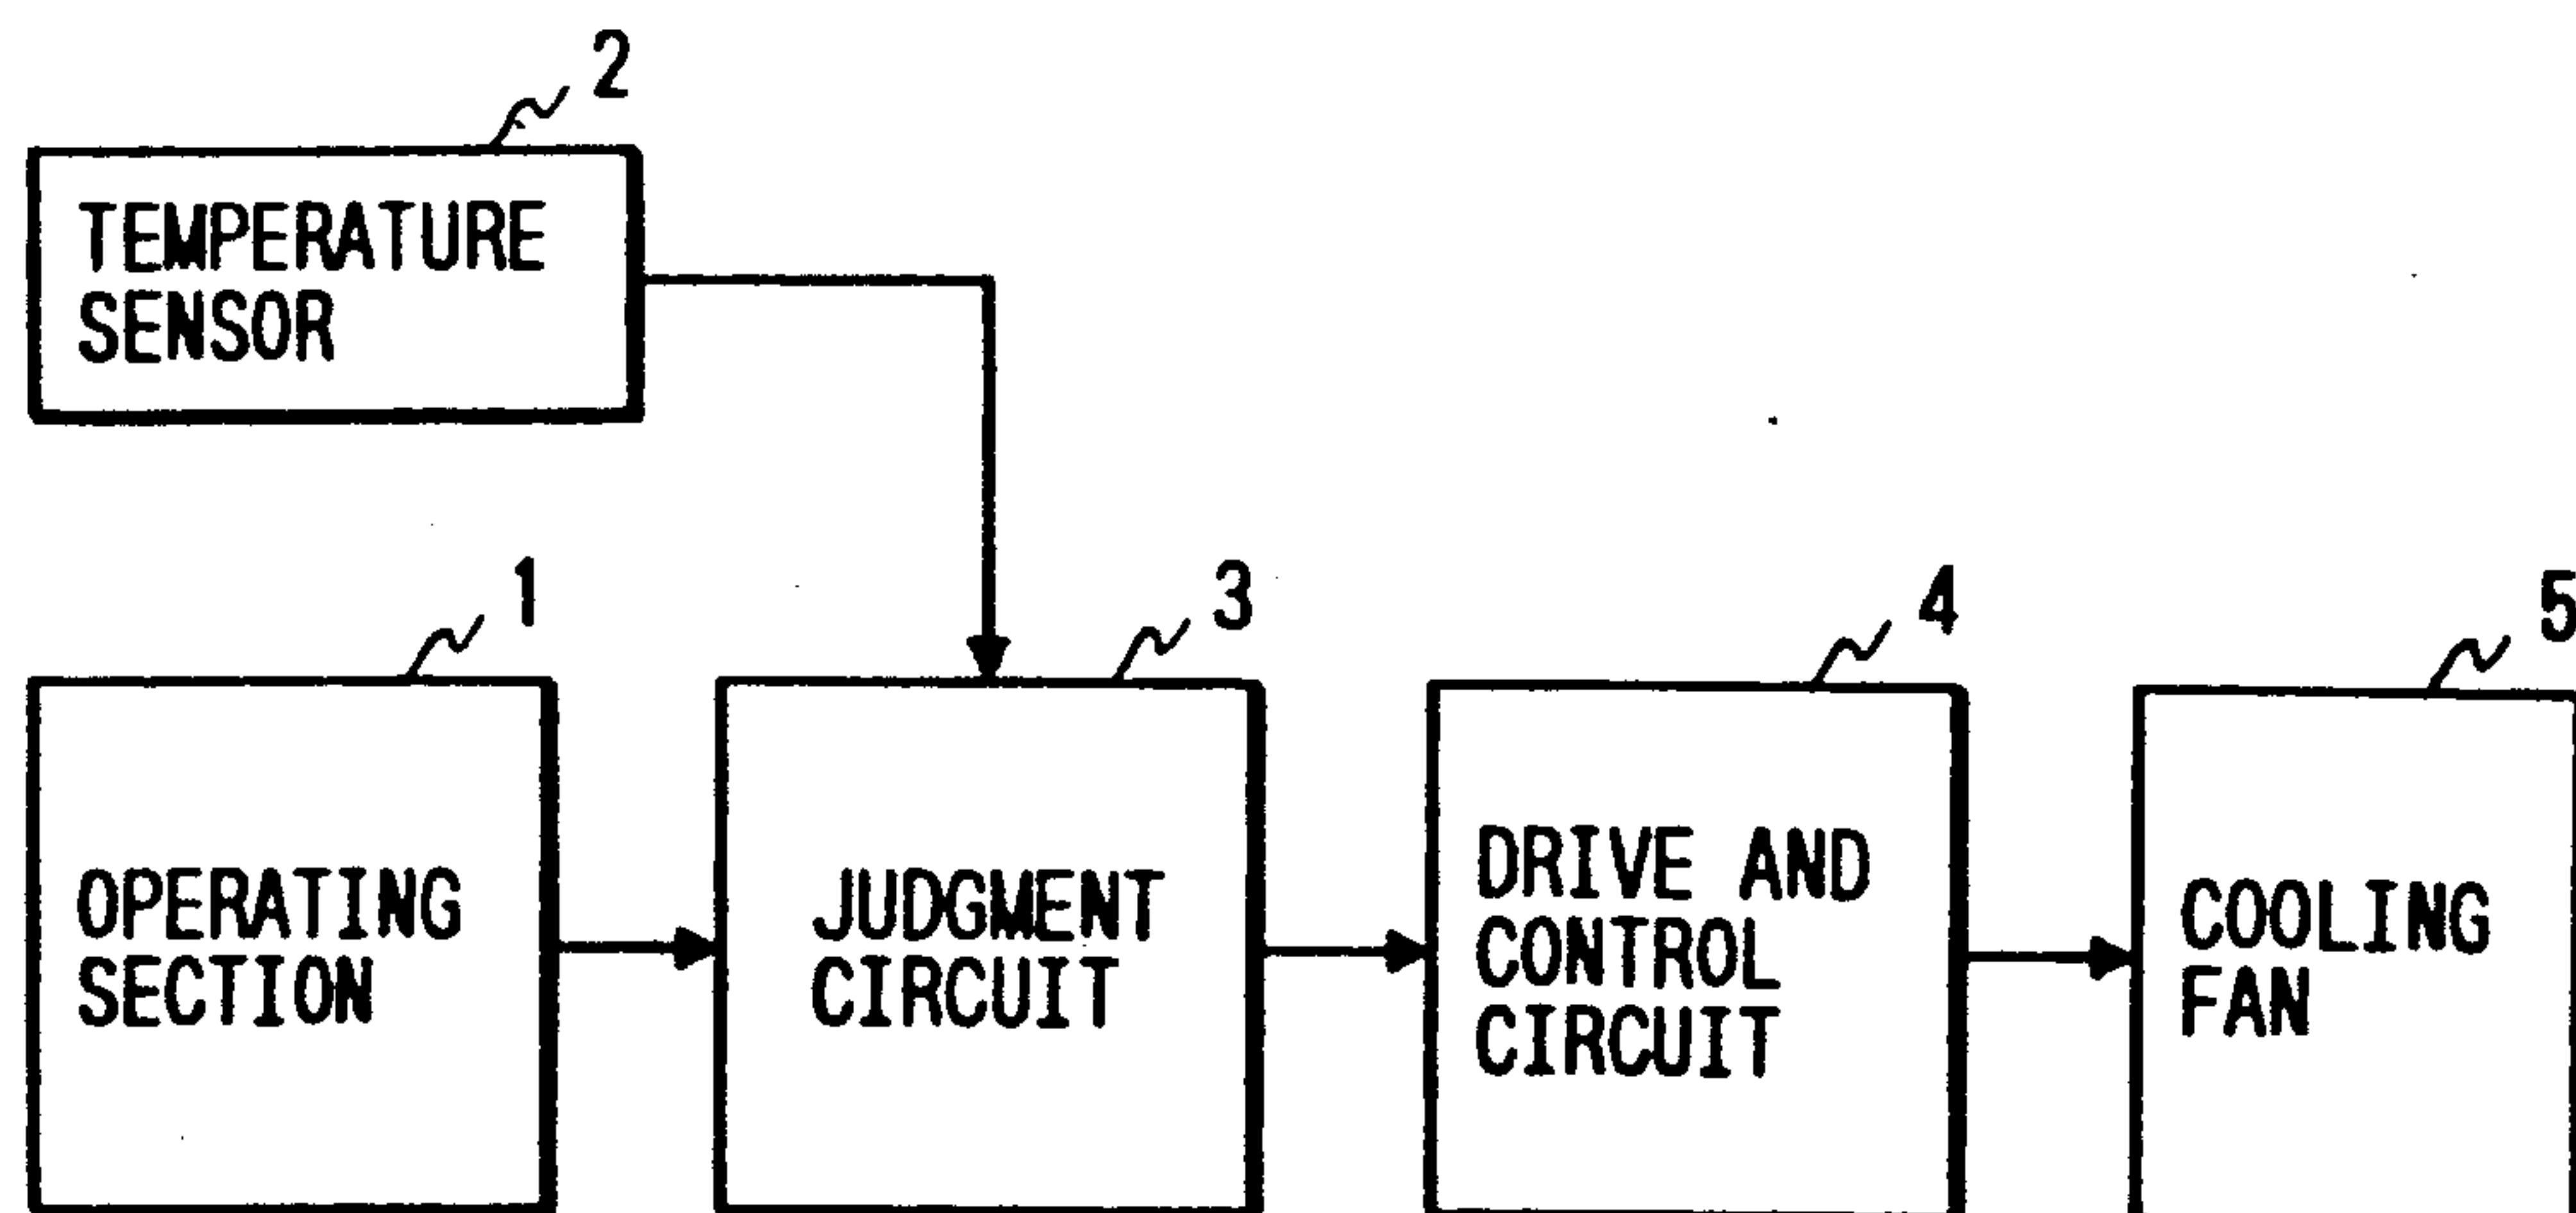 2
TEMPERATURE
SENSOR
1
OPERATING
SECTION
3
JUDGMENT
CIRCUIT
4
DRIVE AND
CONTROL
CIRCUIT
5
COOLING
FAN